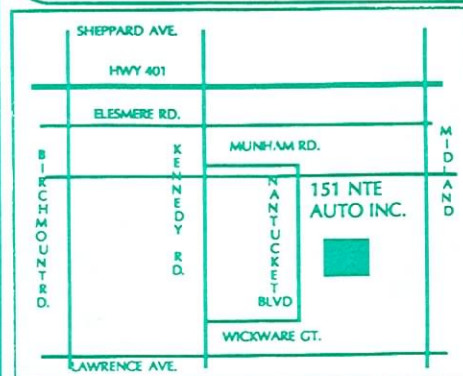 SHEPPARD AVE.
HWY 401
ELESMERE RD.
MUNHAM RD.
BIRCHMOUNT RD.
KENNEDY RD.
NANTUCKET
BLVD
MIDLAND
151 NTE
AUTO INC.
WICXWARE GT.
LAWRENCE AVE.